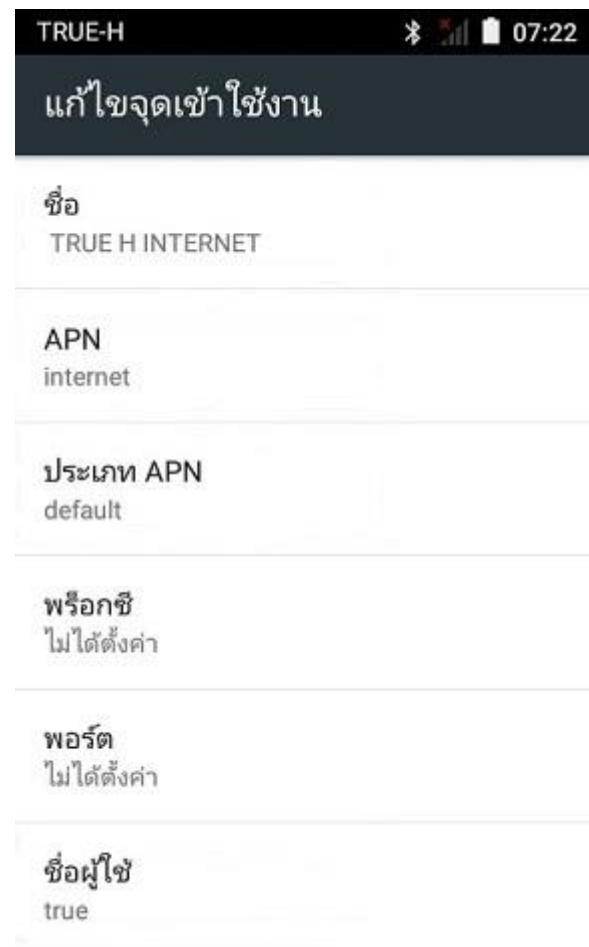 TRUE-H 07:22
แก้ไขจุดเข้าใช้งาน
ชื่อ
TRUE H INTERNET
APN
internet
ประเภท APN
default
พร็อกซี
ไม่ได้ตั้งค่า
พอร์ต
ไม่ได้ตั้งค่า
ชื่อผู้ใช้
true